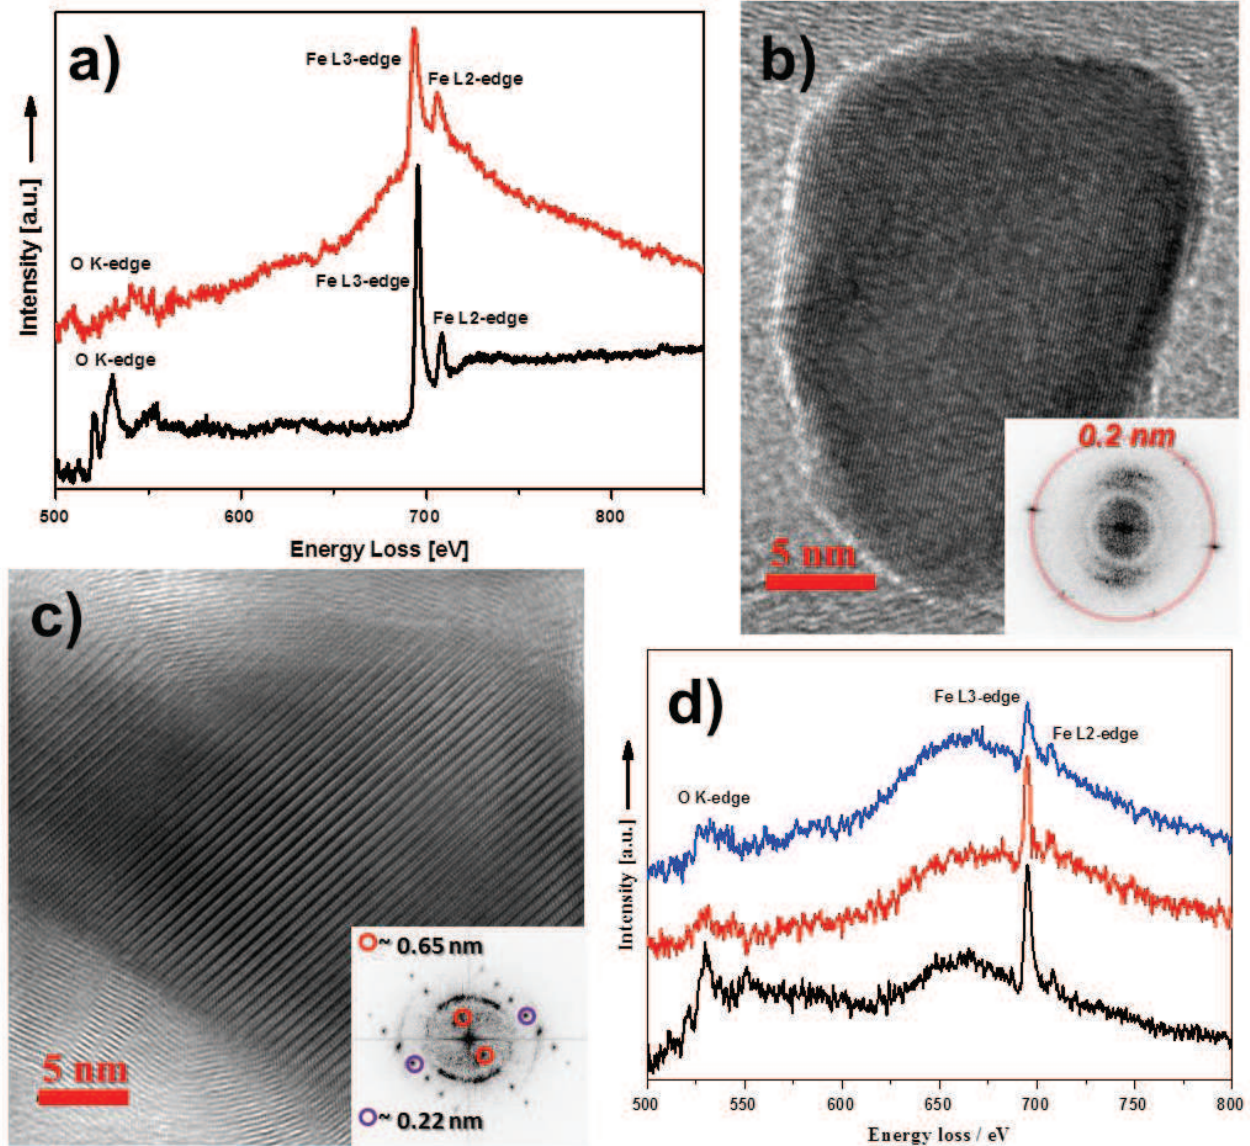 a)
Fe L3-edge
Fe L2-edge
O K-edge
Fe L3-edge
Fe L2-edge
O K-edge
Intensity [a.u.]
500 600 700 800
Energy Loss [eV]
b)
0.2 nm
5 nm
c)
~ 0.65 nm
~ 0.22 nm
5 nm
d)
Fe L3-edge
Fe L2-edge
O K-edge
Intensity [a.u.]
500 550 600 650 700 750 800
Energy loss / eV